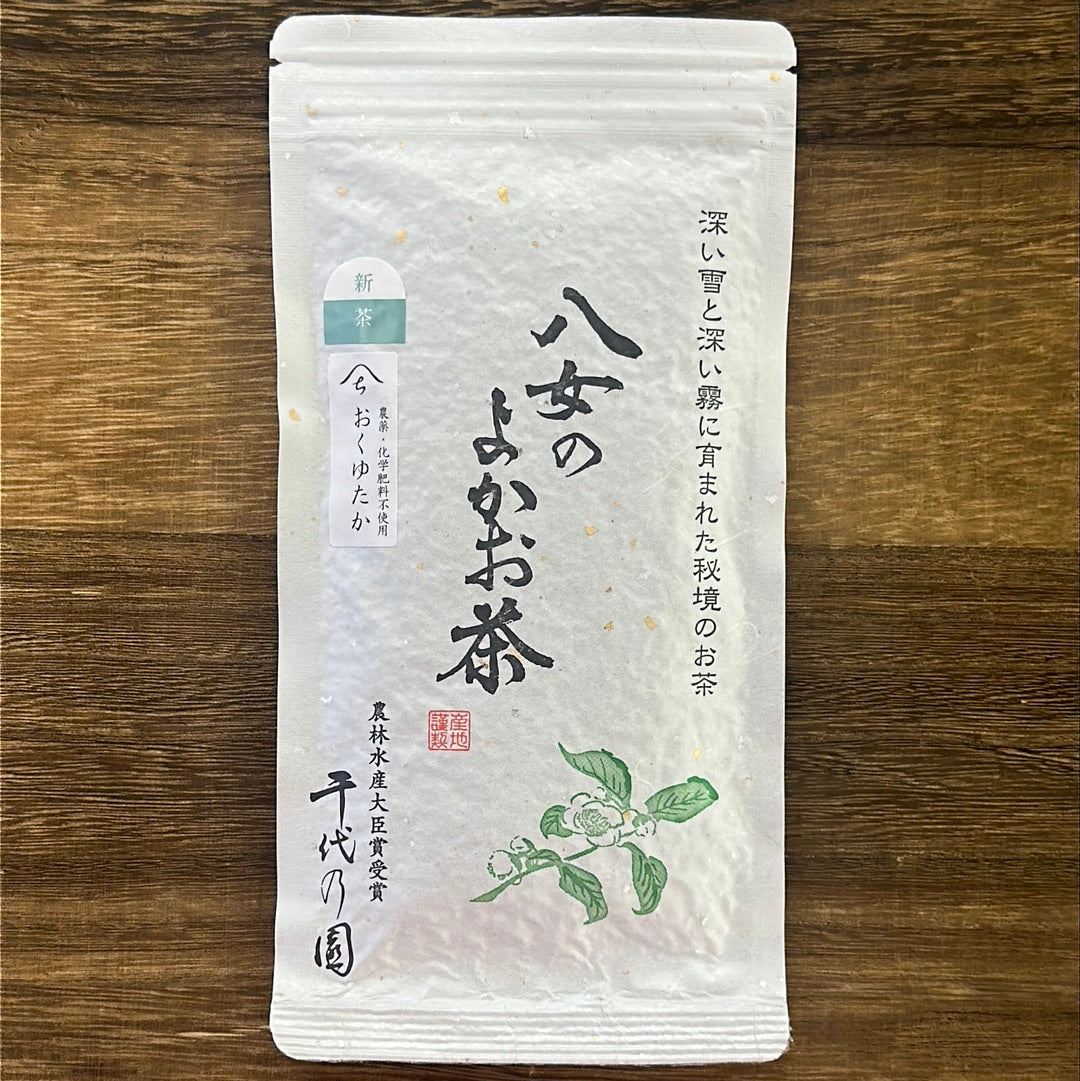 深い雪と深い霧に育まれた秘境のお茶
八女の
よかお茶
産地
謹製
新茶
ち
農薬・化学肥料不使用
おくゆたか
農林水産大臣賞受賞
千代乃園